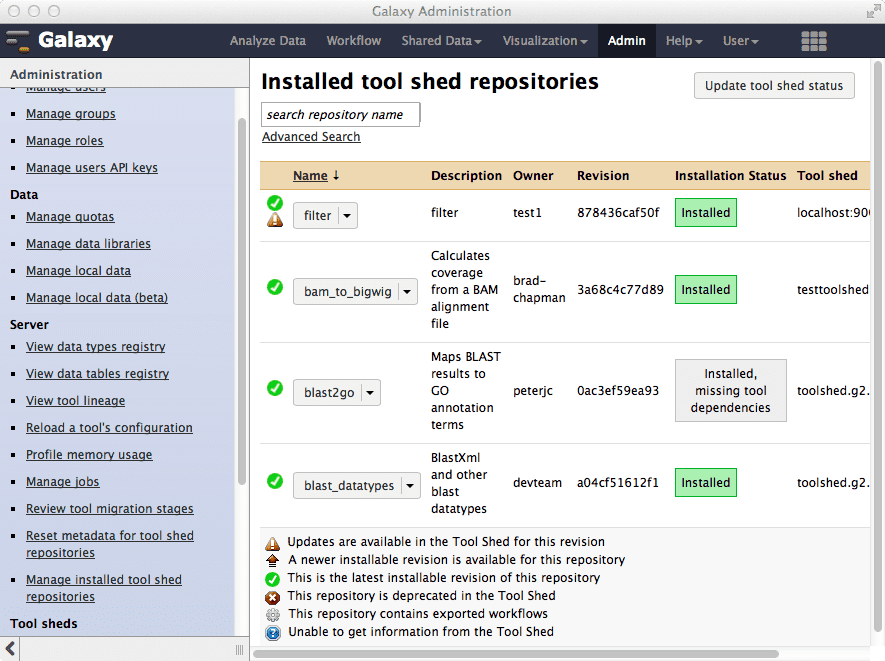 Galaxy Administration
Galaxy
Analyze Data Workflow Shared Data Visualization Admin Help User
Administration
Manage users
Manage groups
Manage roles
Manage users API keys
Data
Manage quotas
Manage data libraries
Manage local data
Manage local data (beta)
Server
View data types registry
View data tables registry
View tool lineage
Reload a tool's configuration
Profile memory usage
Manage jobs
Review tool migration stages
Reset metadata for tool shed
repositories
Manage installed tool shed
repositories
Tool sheds
Installed tool shed repositories
Update tool shed status
search repository name
Advanced Search
Name ↓ Description Owner Revision Installation Status Tool shed
filter filter test1 878436caf50f Installed localhost:900
bam_to_bigwig
Calculates
coverage
from a BAM
alignment
file
brad-
chapman
3a68c4c77d89 Installed testtoolshed
blast2go
Maps BLAST
results to
GO
annotation
terms
peterjc 0ac3ef59ea93
Installed,
missing tool
dependencies
toolshed.g2.
blast_datatypes
BlastXml
and other
blast
datatypes
devteam a04cf51612f1 Installed toolshed.g2.
Updates are available in the Tool Shed for this revision
A newer installable revision is available for this repository
This is the latest installable revision of this repository
This repository is deprecated in the Tool Shed
This repository contains exported workflows
Unable to get information from the Tool Shed